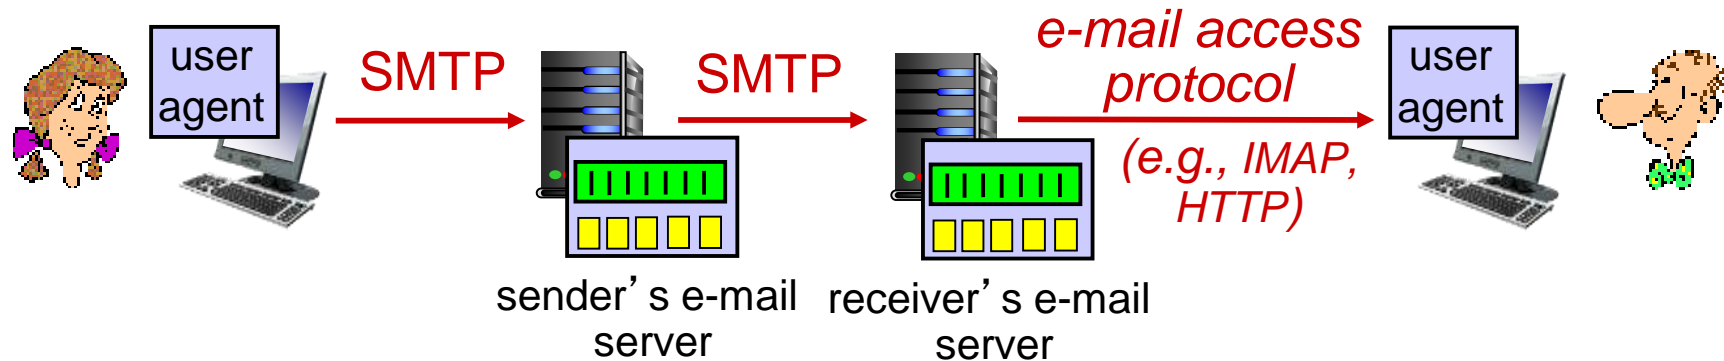 user
agent
SMTP
SMTP
e-mail access
protocol
(e.g., IMAP,
HTTP)
user
agent
sender’s e-mail
server
receiver’s e-mail
server